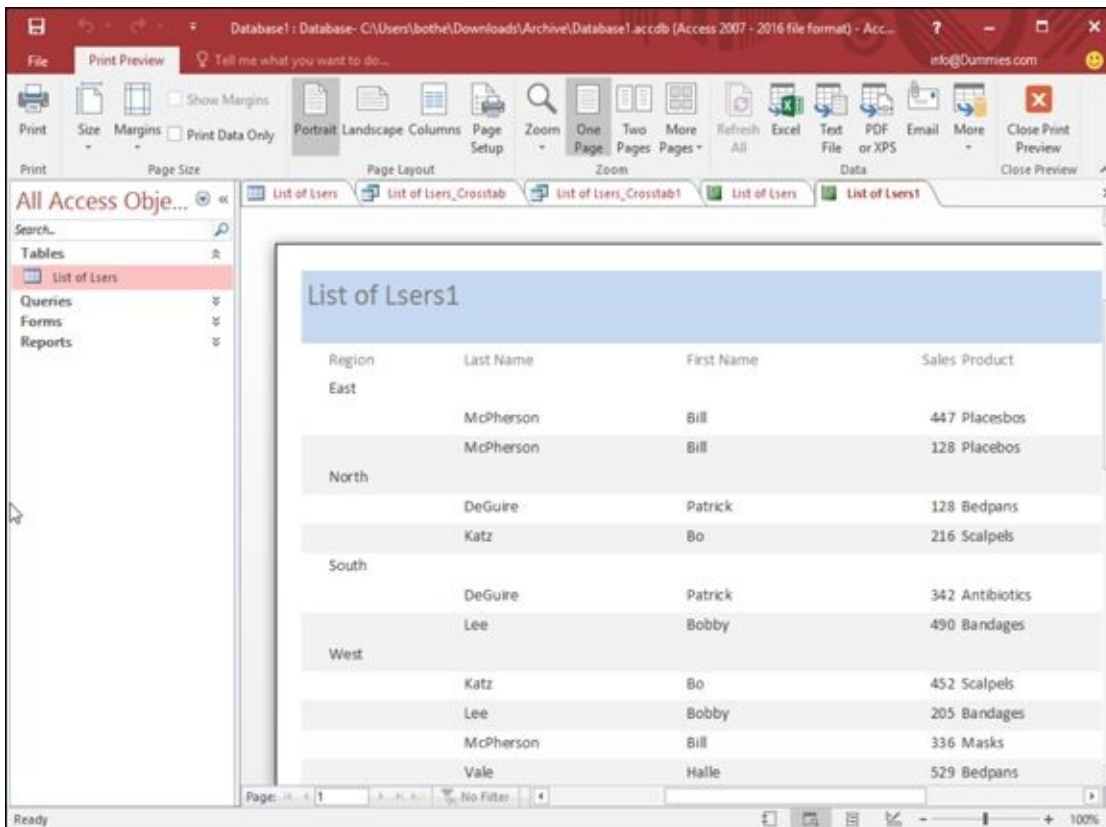 Database1 : Database- C:\Users\bothe\Downloads\Archive\Database1.accdb (Access 2007 - 2016 file format) - Acc... ?
File Print Preview Tell me what you want to do... info@Dummies.com
Print Size Margins Show Margins Print Data Only Portrait Landscape Columns Page Setup Zoom One Page Two Pages More Pages Refresh All Excel Text File PDF or XPS Email More Close Print Preview
Print Page Size Page Layout Zoom Data Close Preview
All Access Obje... «
List of Lsers List of Lsers_Crosstab List of Lsers_Crosstab1 List of Lsers List of Lsers1
Search...
Tables
List of Lsers
Queries
Forms
Reports
List of Lsers1
Region Last Name First Name Sales Product
East
McPherson Bill 447 Placesbos
McPherson Bill 128 Placebos
North
DeGuire Patrick 128 Bedpans
Katz Bo 216 Scalpels
South
DeGuire Patrick 342 Antibiotics
Lee Bobby 490 Bandages
West
Katz Bo 452 Scalpels
Lee Bobby 205 Bandages
McPherson Bill 336 Masks
Vale Halle 529 Bedpans
Page: 1 No Filter
Ready 100%